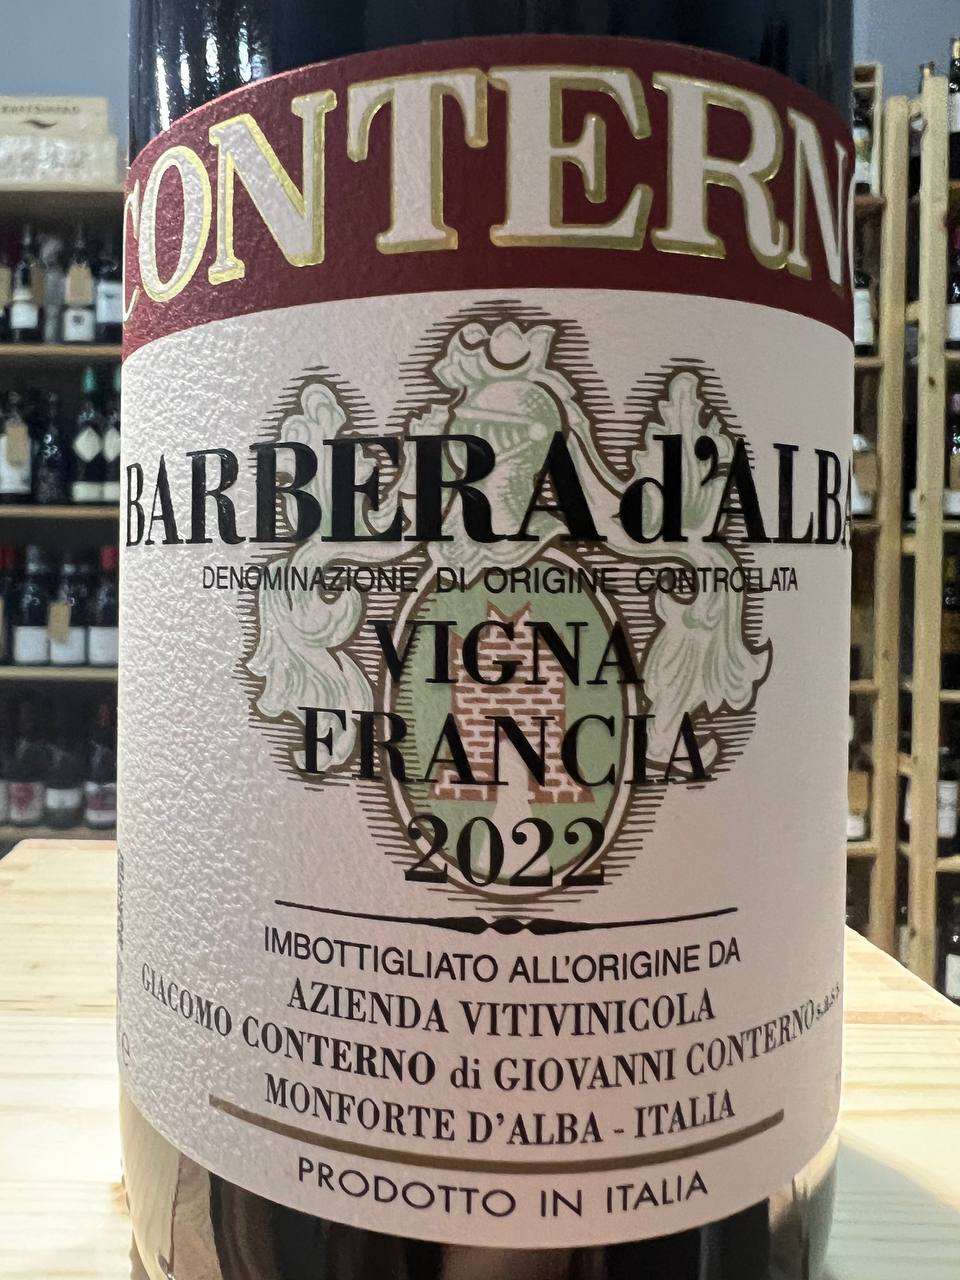 CONTERNO
BARBERA d'ALBA
DENOMINAZIONE DI ORIGINE CONTROLLATA
VIGNA
FRANCIA
2022
IMBOTTIGLIATO ALL'ORIGINE DA
AZIENDA VITIVINICOLA
GIACOMO CONTERNO di GIOVANNI CONTERNO s.a.s.
MONFORTE D'ALBA - ITALIA
PRODOTTO IN ITALIA